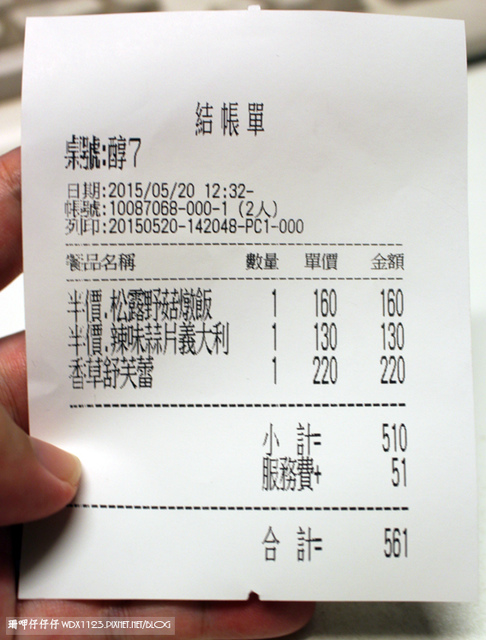 結帳單
桌號:醇7
日期:2015/05/20 12:32-
帳號:10087068-000-1 (2人)
列印:20150520-142048-PC1-000
餐品名稱 數量 單價 金額
半價.松露野菇燉飯 1 160 160
半價.辣味蒜片義大利 1 130 130
香草舒芙蕾 1 220 220
小 計= 510
服務費+ 51
合 計= 561
WDX1123.PIXNET.NET/BLOG